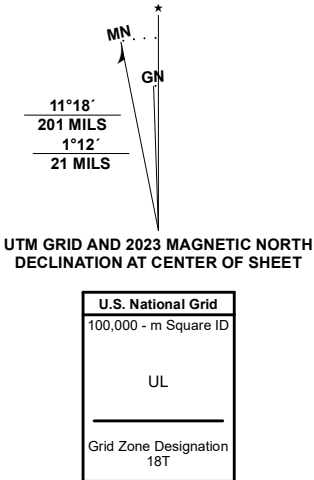 MN
GN
11°18´
201 MILS
1°12´
21 MILS
UTM GRID AND 2023 MAGNETIC NORTH
DECLINATION AT CENTER OF SHEET
U.S. National Grid
100,000 - m Square ID
UL
Grid Zone Designation
18T